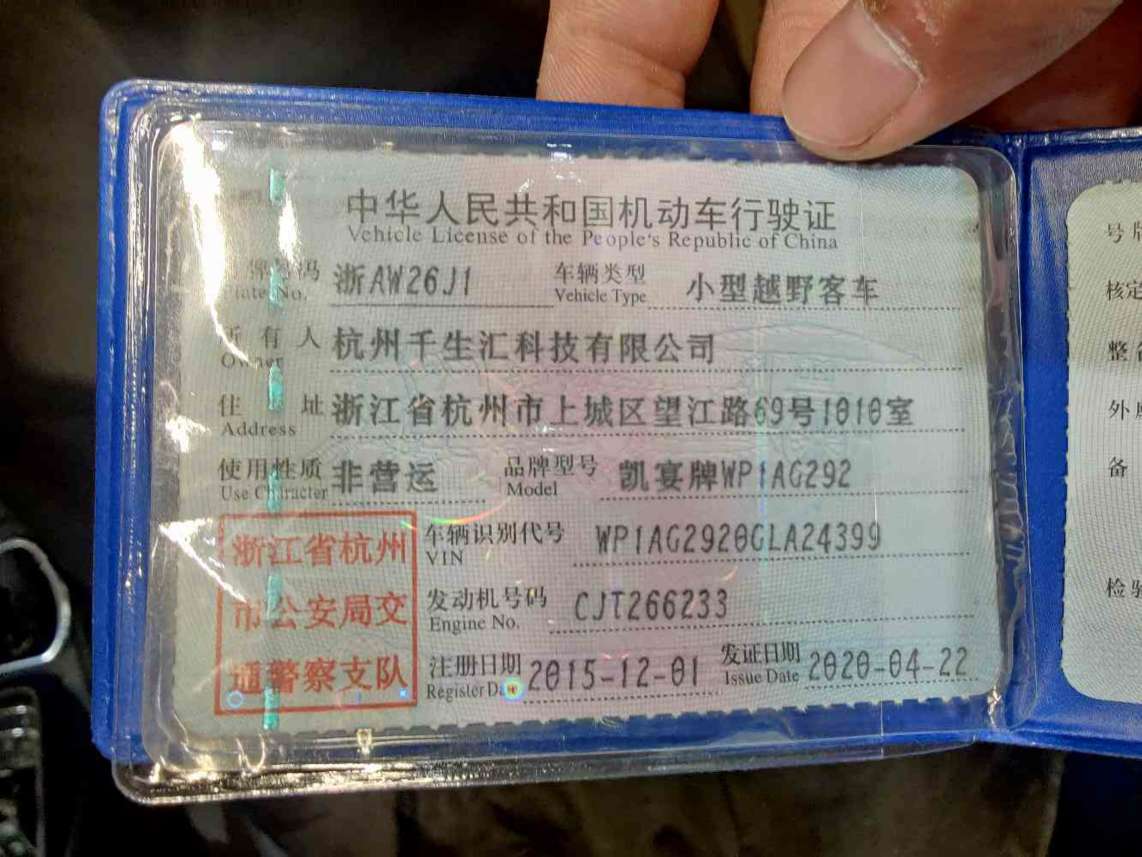 中华人民共和国机动车行驶证
Vehicle License of the People's Republic of China
号码 浙AW26J1 车辆类型 小型越野客车
Plate No. Vehicle Type
所有人 杭州千生汇科技有限公司
Owner
住址 浙江省杭州市上城区望江路69号1010室
Address
使用性质 非营运 品牌型号 凯宴牌WP1AG292
Use Character Model
车辆识别代号 WP1AG2920GLA24399
VIN
发动机号码 CJT266233
Engine No.
注册日期 2015-12-01 发证日期 2020-04-22
Register Date Issue Date
浙江省杭州
市公安局交
通警察支队
号牌
核定
整备
外廓
备
检验